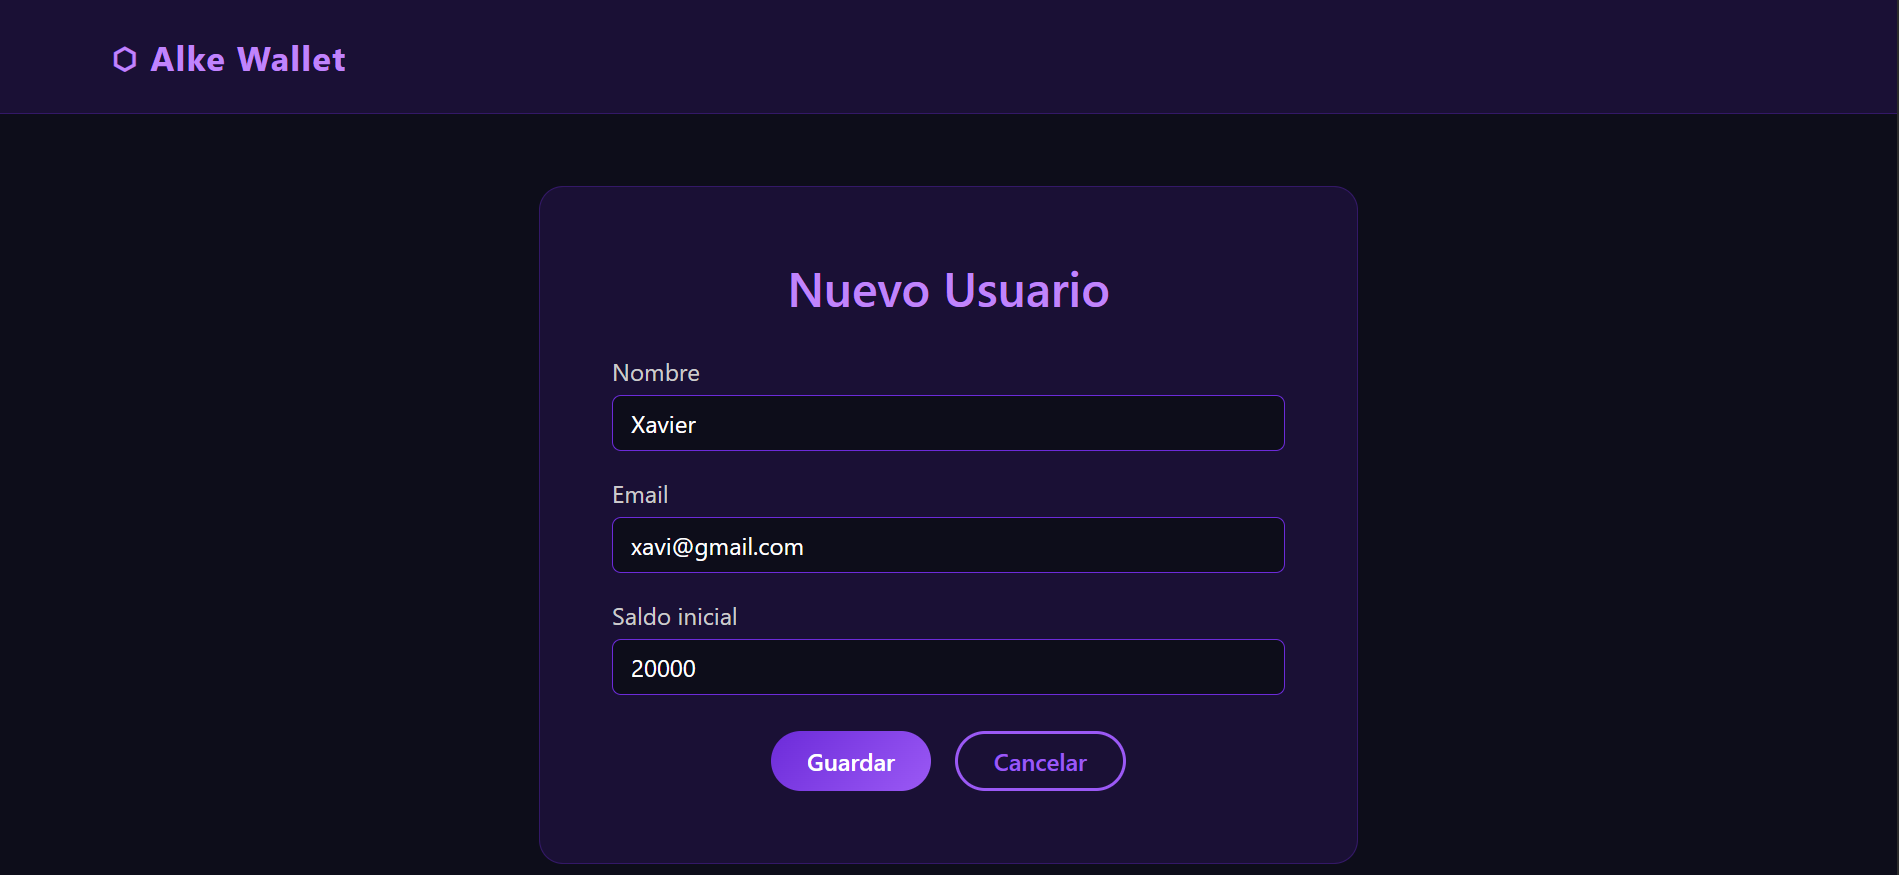 Alke Wallet
Nuevo Usuario
Nombre
Xavier
Email
xavi@gmail.com
Saldo inicial
20000
Guardar Cancelar